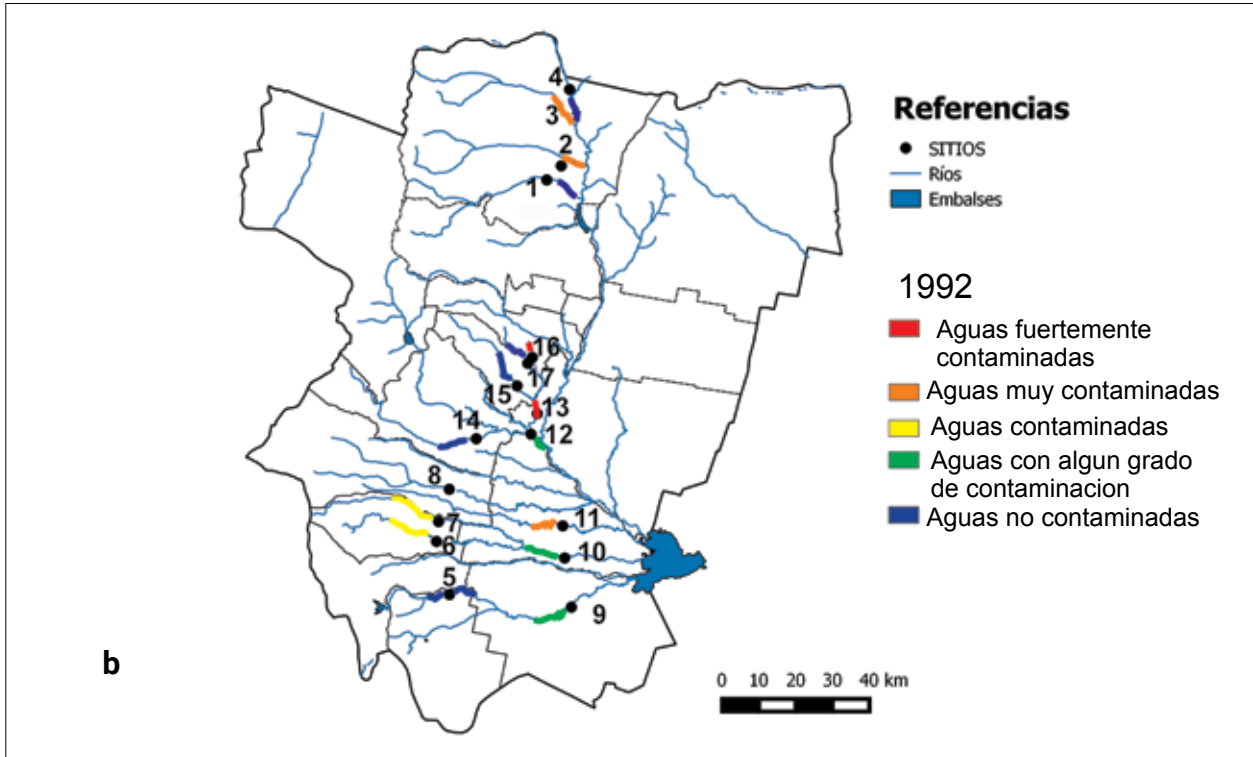 4
3
2
1
16
17
15
13
14
12
8
7
11
6
10
5
9
b
Referencias
SITIOS
Ríos
Embalses
1992
Aguas fuertemente
contaminadas
Aguas muy contaminadas
Aguas contaminadas
Aguas con algun grado
de contaminacion
Aguas no contaminadas
0 10 20 30 40 km